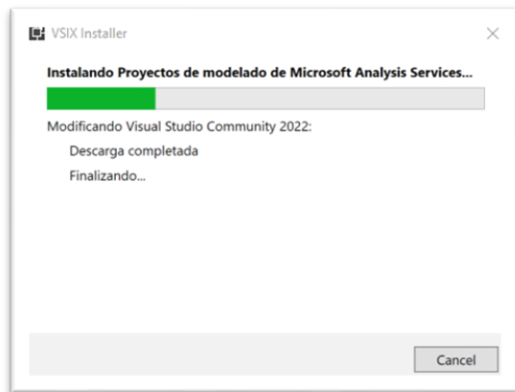 VSIX Installer
Instalando Proyectos de modelado de Microsoft Analysis Services...
Modificando Visual Studio Community 2022:
Descarga completada
Finalizando...
Cancel